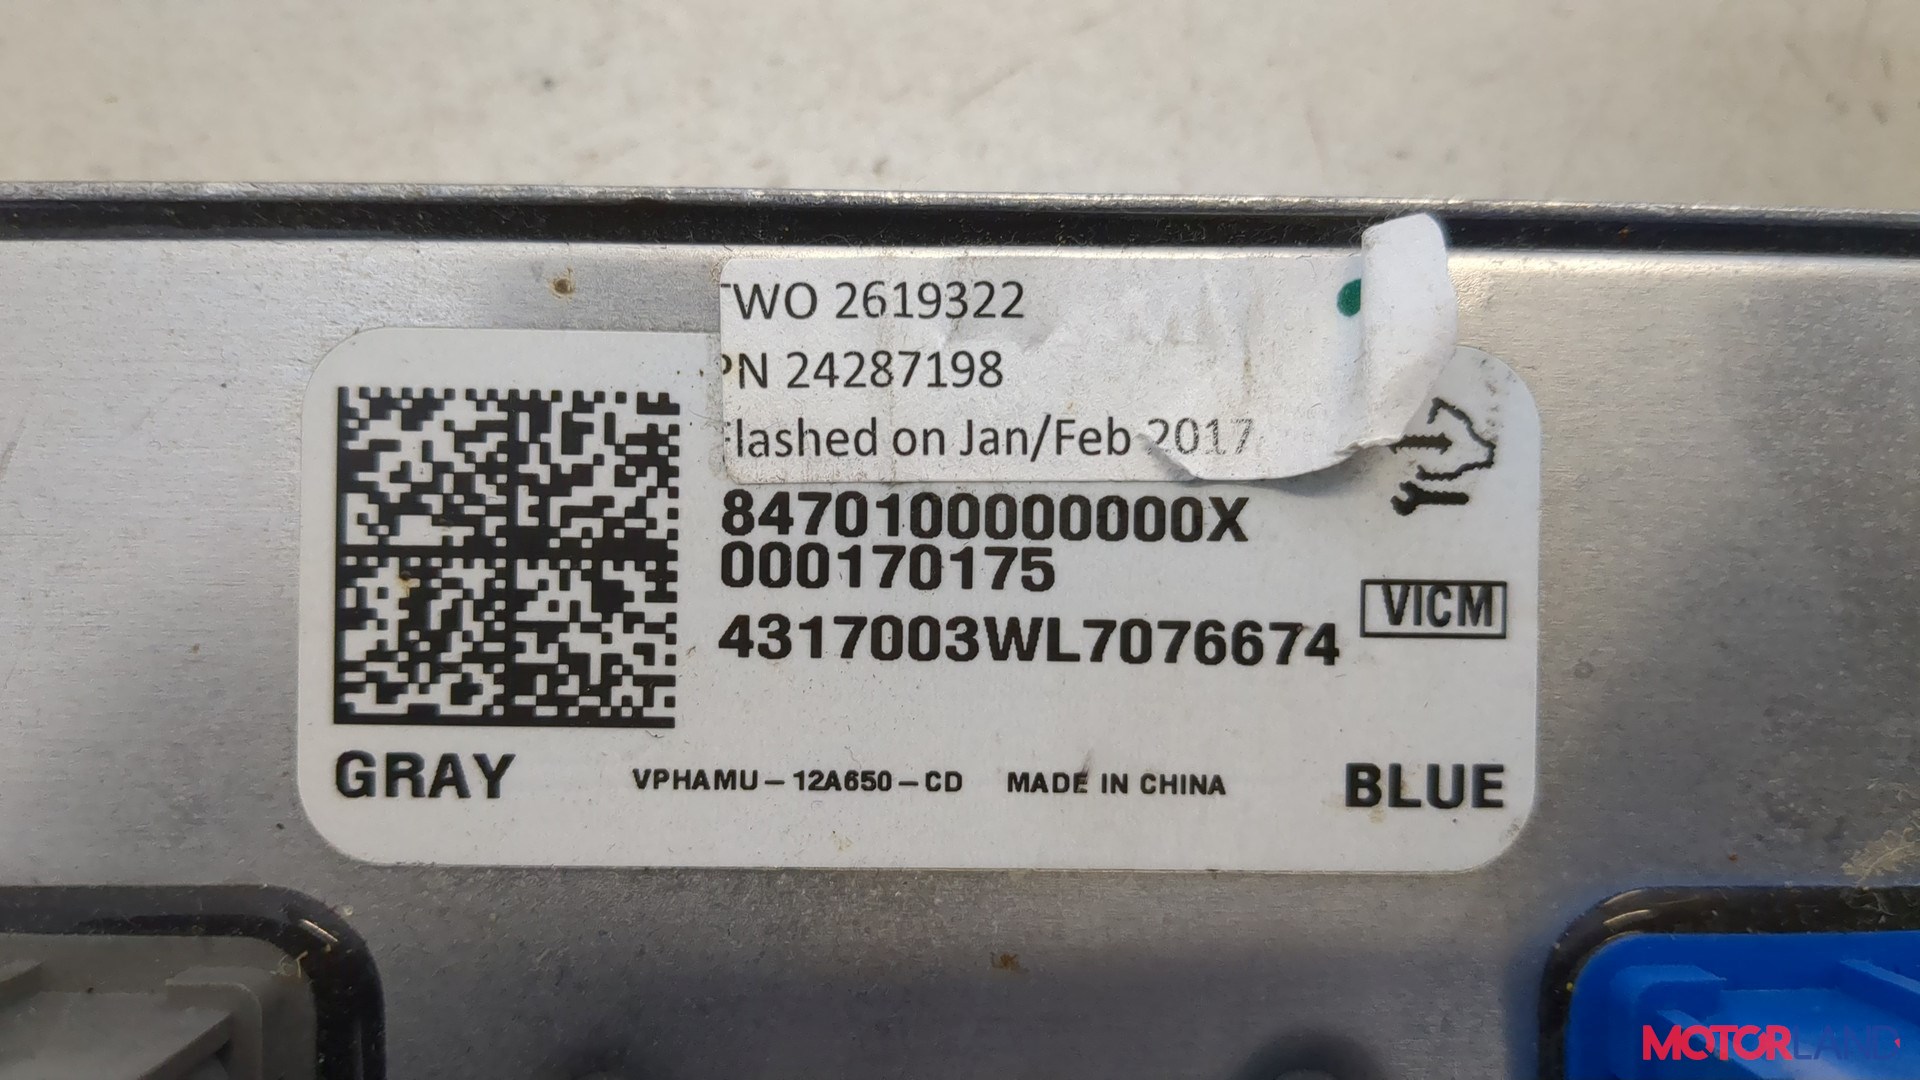 TWO 2619322
PN 24287198
Flashed on Jan/Feb 2017
8470100000000X
000170175
4317003WL7076674
VICM
GRAY
VPHAMU-12A650-CD
MADE IN CHINA
BLUE
MOTORLAND